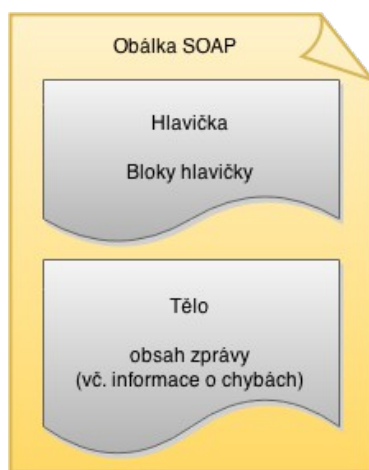 Obálka SOAP
Hlavička
Bloky hlavičky
Tělo
obsah zprávy
(vč. informace o chybách)